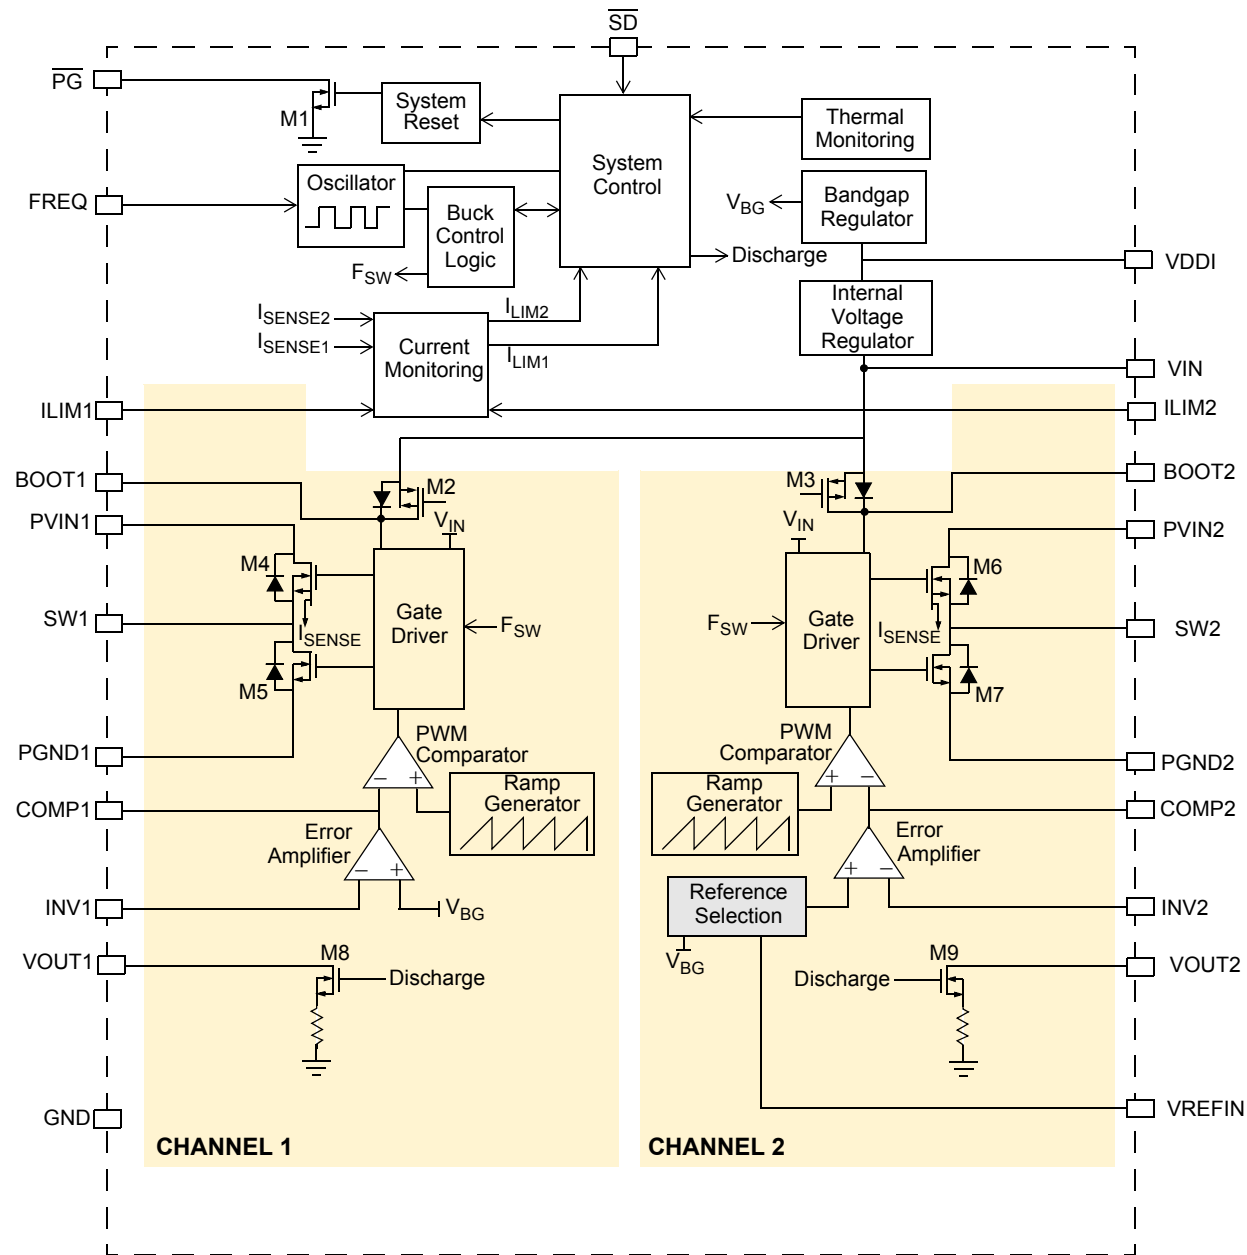 SD
PG
M1
System
Reset
System
Control
Thermal
Monitoring
FREQ
Oscillator
Buck
Control
Logic
FSW
VBG
Bandgap
Regulator
Discharge
VDDI
Internal
Voltage
Regulator
ISENSE2
ISENSE1
Current
Monitoring
ILIM2
ILIM1
VIN
ILIM1
ILIM2
BOOT1
M2
VIN
M3
VIN
BOOT2
PVIN1
M4
PVIN2
M6
SW1
ISENSE
Gate
Driver
FSW
FSW
Gate
Driver
ISENSE
SW2
M5
M7
PGND1
PWM
Comparator
− +
Ramp
Generator
PWM
Comparator
+ −
Ramp
Generator
PGND2
COMP1
Error
Amplifier
− +
Error
Amplifier
+ −
COMP2
INV1
VBG
Reference
Selection
VBG
INV2
VOUT1
M8
Discharge
Discharge
M9
VOUT2
GND
VREFIN
CHANNEL 1
CHANNEL 2